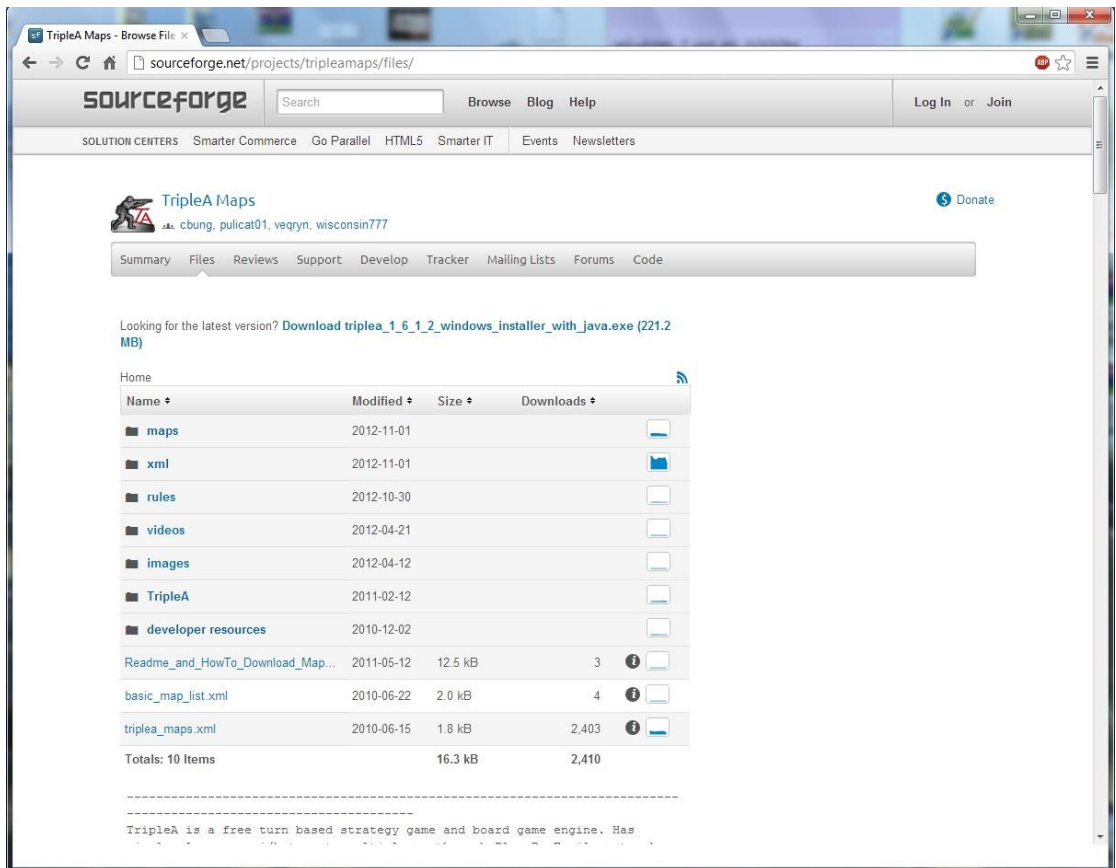 TripleA Maps - Browse File
sourceforge.net/projects/tripleamaps/files/
ABP
sourceforge
Search
Browse Blog Help
Log In or Join
SOLUTION CENTERS Smarter Commerce Go Parallel HTML5 Smarter IT Events Newsletters
TripleA Maps
cbung, pulicat01, veqryn, wisconsin777
Donate
Summary Files Reviews Support Develop Tracker Mailing Lists Forums Code
Looking for the latest version? Download triplea_1_6_1_2_windows_installer_with_java.exe (221.2
MB)
Home
Name Modified Size Downloads
maps 2012-11-01
xml 2012-11-01
rules 2012-10-30
videos 2012-04-21
images 2012-04-12
TripleA 2011-02-12
developer resources 2010-12-02
Readme_and_HowTo_Download_Map... 2011-05-12 12.5 kB 3
basic_map_list.xml 2010-06-22 2.0 kB 4
triplea_maps.xml 2010-06-15 1.8 kB 2,403
Totals: 10 Items 16.3 kB 2,410
TripleA is a free turn based strategy game and board game engine. Has